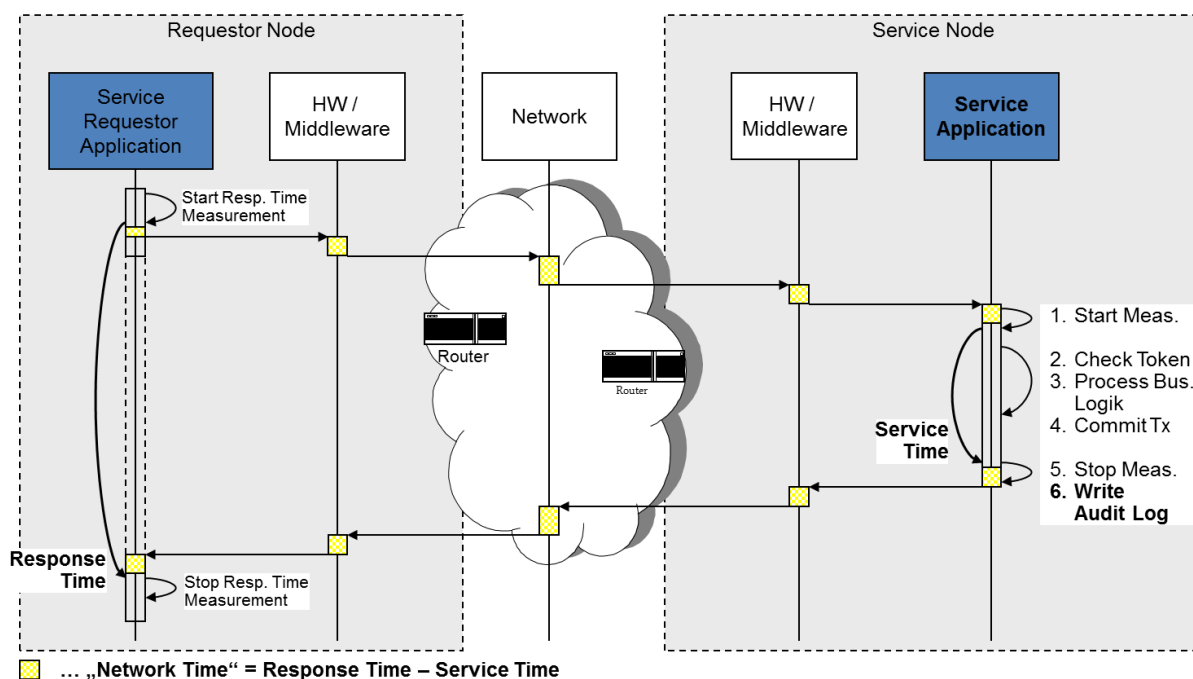 Requestor Node
Service Node
Service
Requestor
Application
HW /
Middleware
Network
HW /
Middleware
Service
Application
Start Resp. Time
Measurement
Router
Router
1. Start Meas.
2. Check Token
3. Process Bus.
Logik
4. Commit Tx
5. Stop Meas.
6. Write
Audit Log
Service
Time
Response
Time
Stop Resp. Time
Measurement
... „Network Time“ = Response Time – Service Time